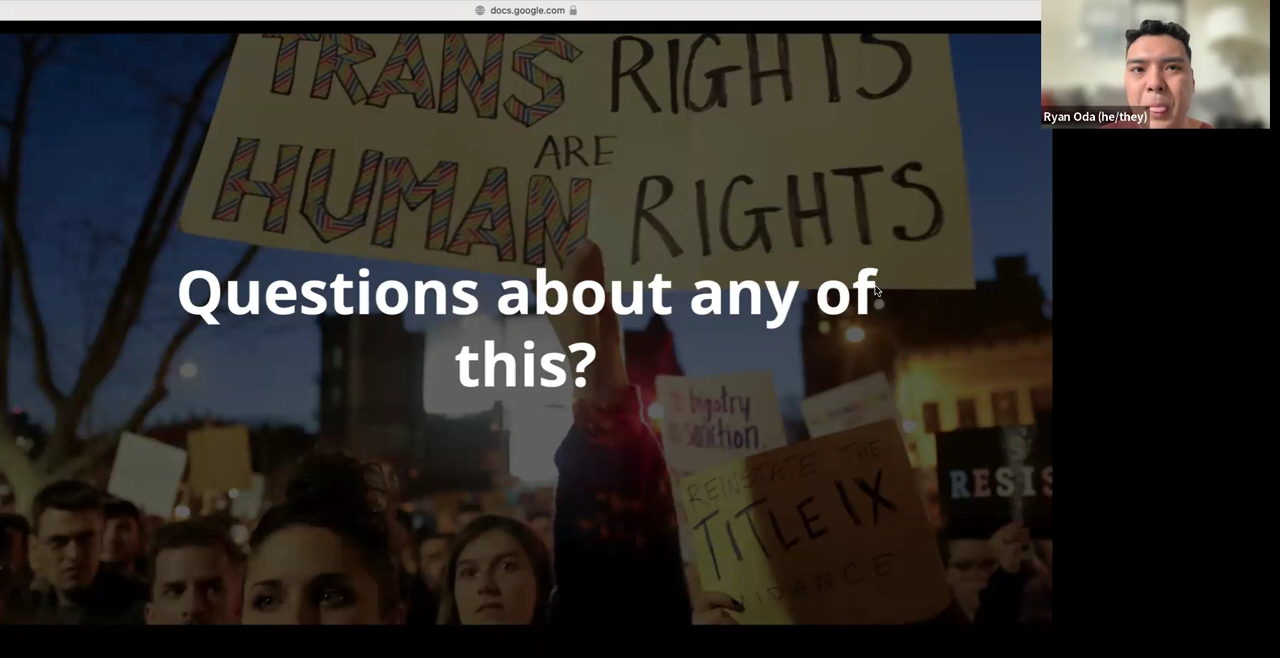 docs.google.com
TRANS RIGHTS
ARE
HUMAN RIGHTS
Questions about any of
this?
bigotry
sanction.
REINSTATE THE
TITLE IX
RESIS
Ryan Oda (he/they)